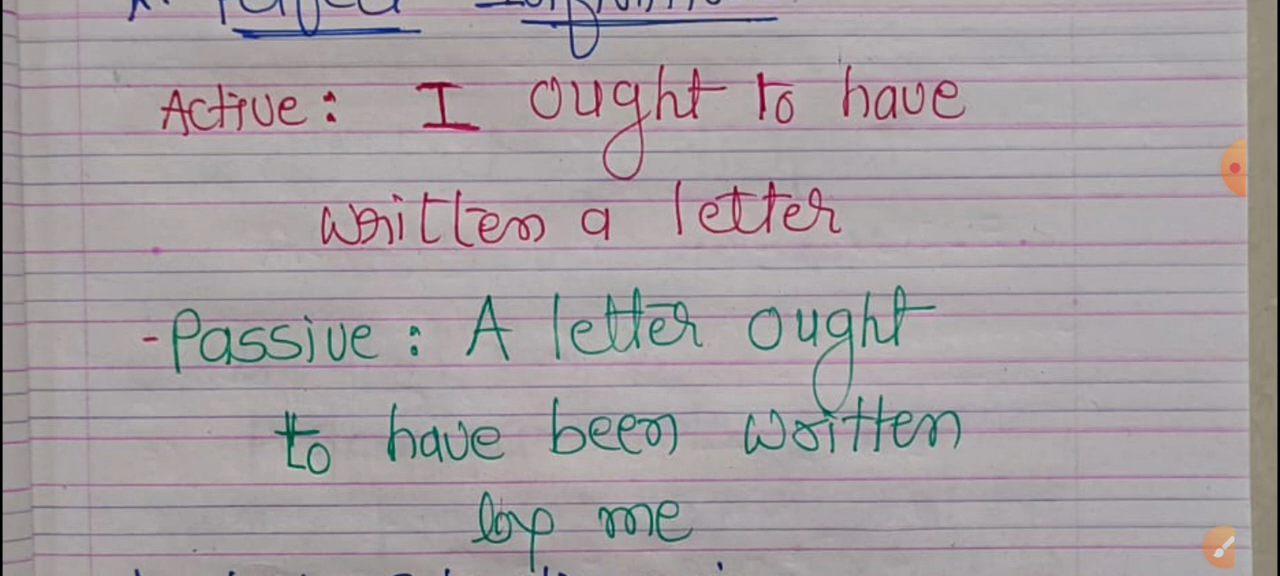 Active: I ought to have
written a letter
- Passive: A letter ought
to have been written
by me